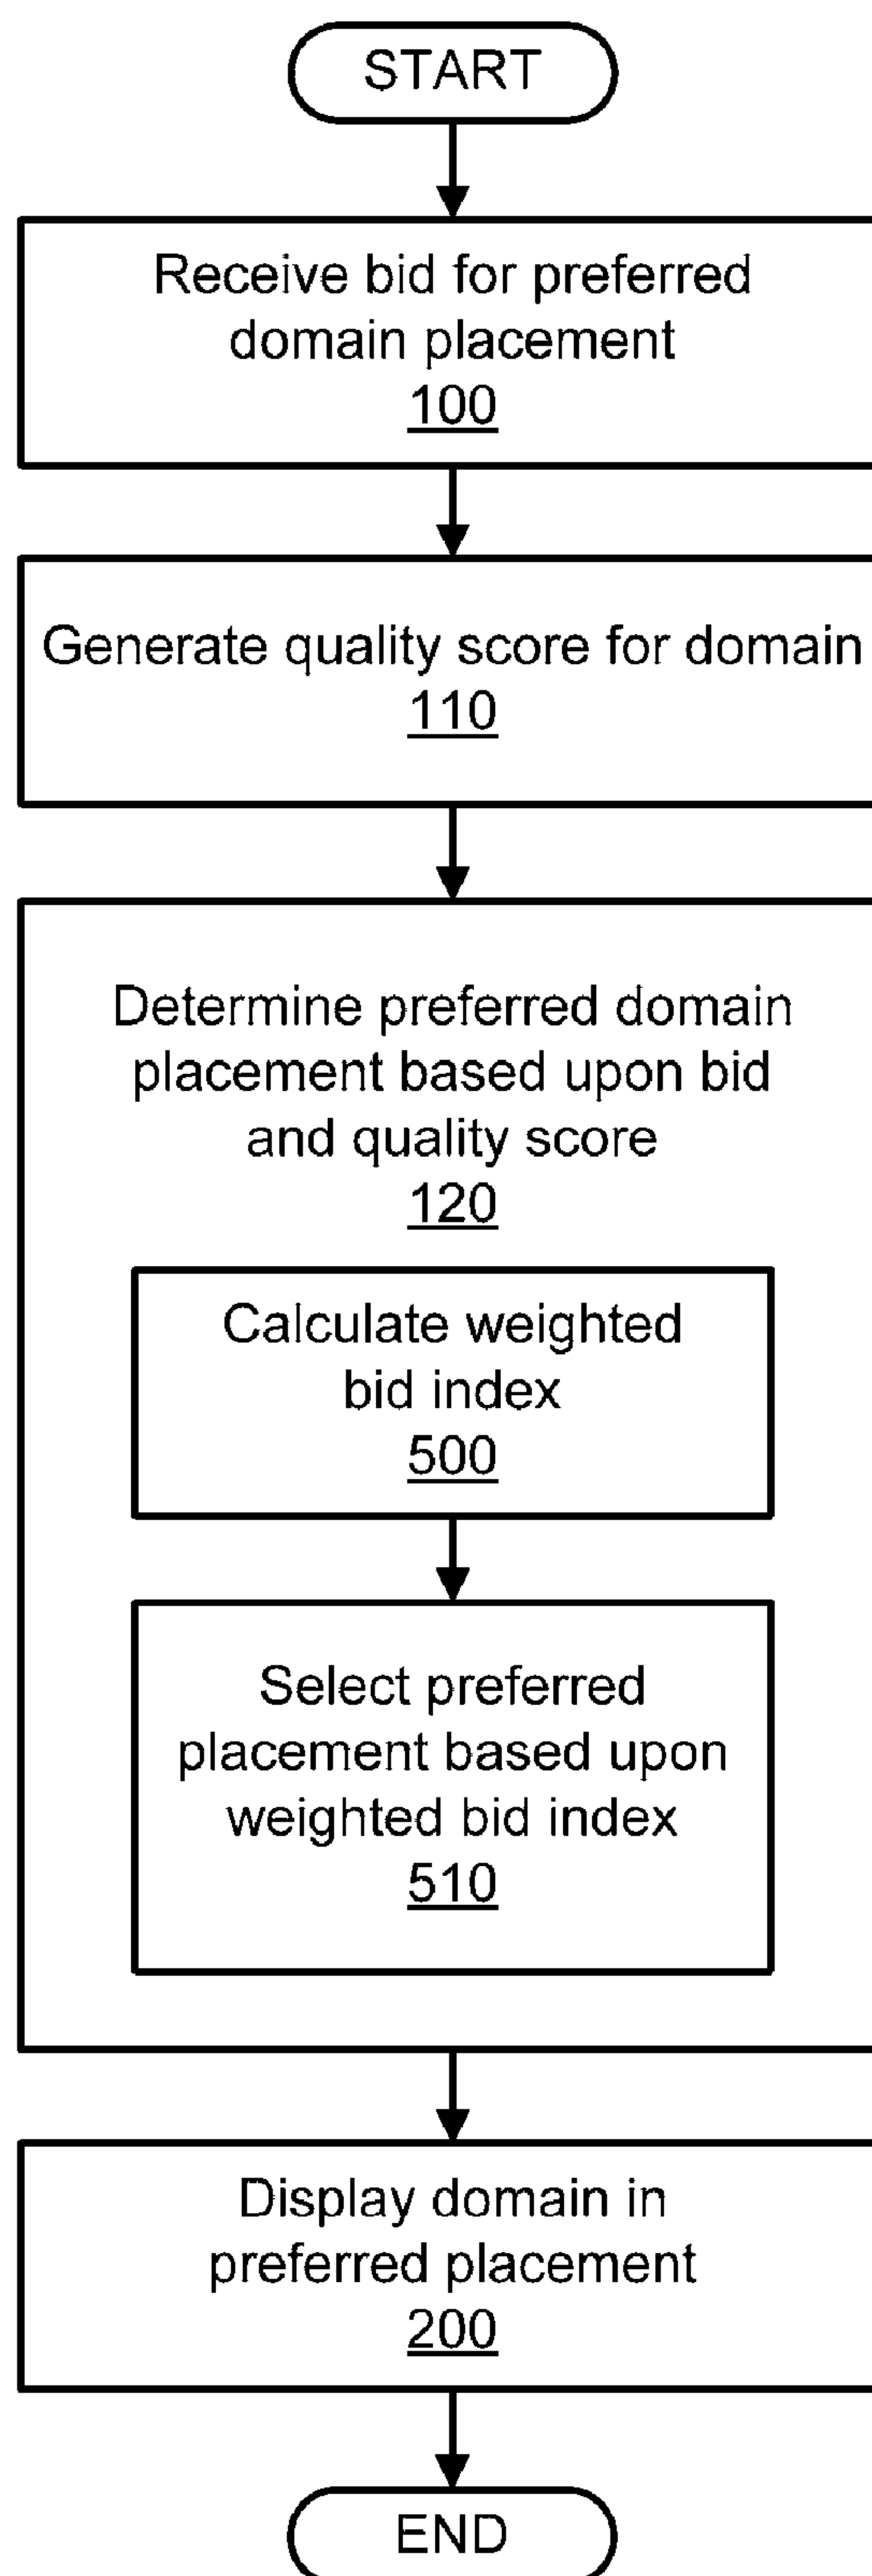 START
Receive bid for preferred
domain placement
100
Generate quality score for domain
110
Determine preferred domain
placement based upon bid
and quality score
120
Calculate weighted
bid index
500
Select preferred
placement based upon
weighted bid index
510
Display domain in
preferred placement
200
END